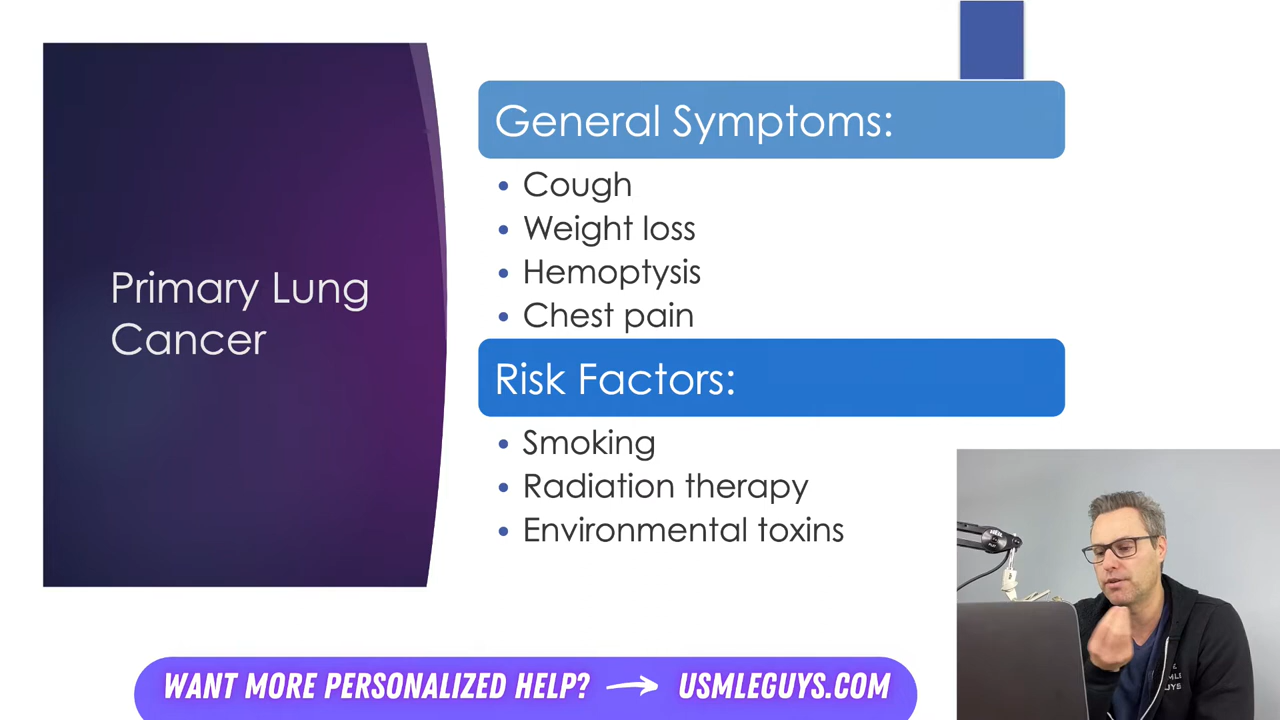 Primary Lung
Cancer
General Symptoms:
• Cough
• Weight loss
• Hemoptysis
• Chest pain
Risk Factors:
• Smoking
• Radiation therapy
• Environmental toxins
WANT MORE PERSONALIZED HELP? → USMLEGUYS.COM